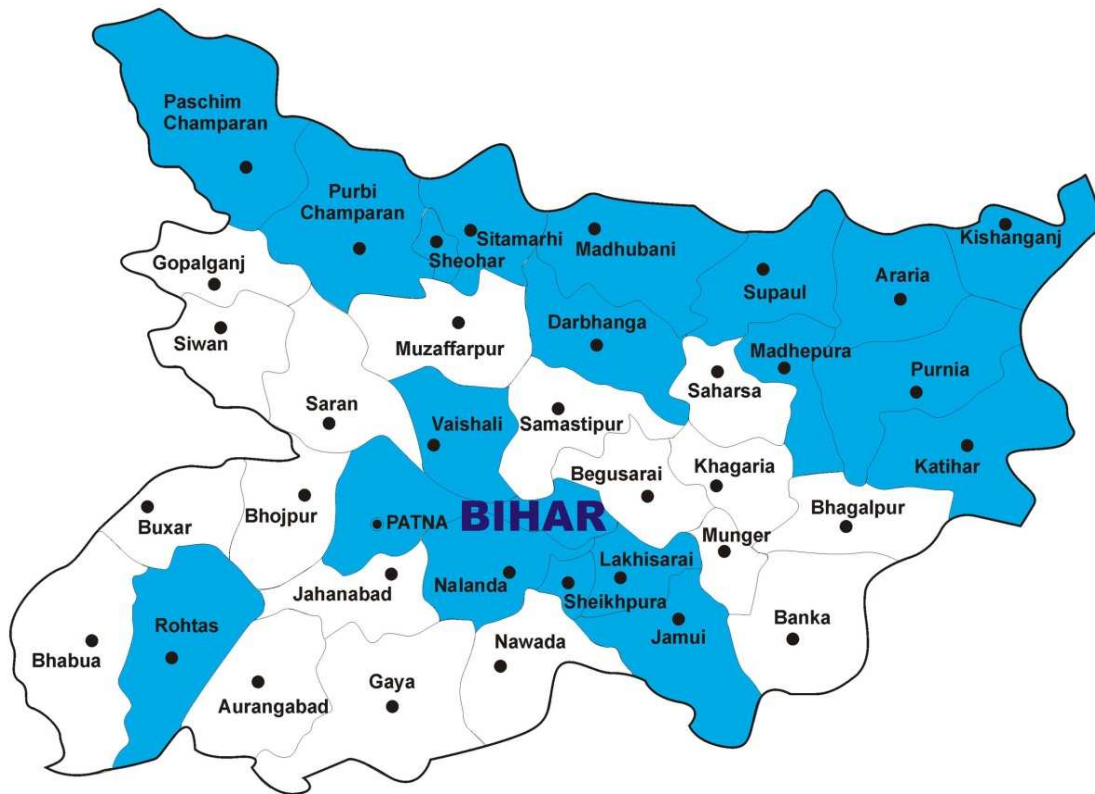 Paschim
Champaran
Purbi
Champaran
Sitamarhi
Sheohar
Madhubani
Kishanganj
Gopalganj
Supaul
Araria
Siwan
Muzaffarpur
Darbhanga
Madhepura
Purnia
Saharsa
Saran
Vaishali
Samastipur
Katihar
Begusarai
Khagaria
Buxar
Bhojpur
PATNA
BIHAR
Bhagalpur
Munger
Lakhisarai
Jahanabad
Nalanda
Sheikhpura
Rohtas
Jamui
Banka
Bhabua
Nawada
Aurangabad
Gaya